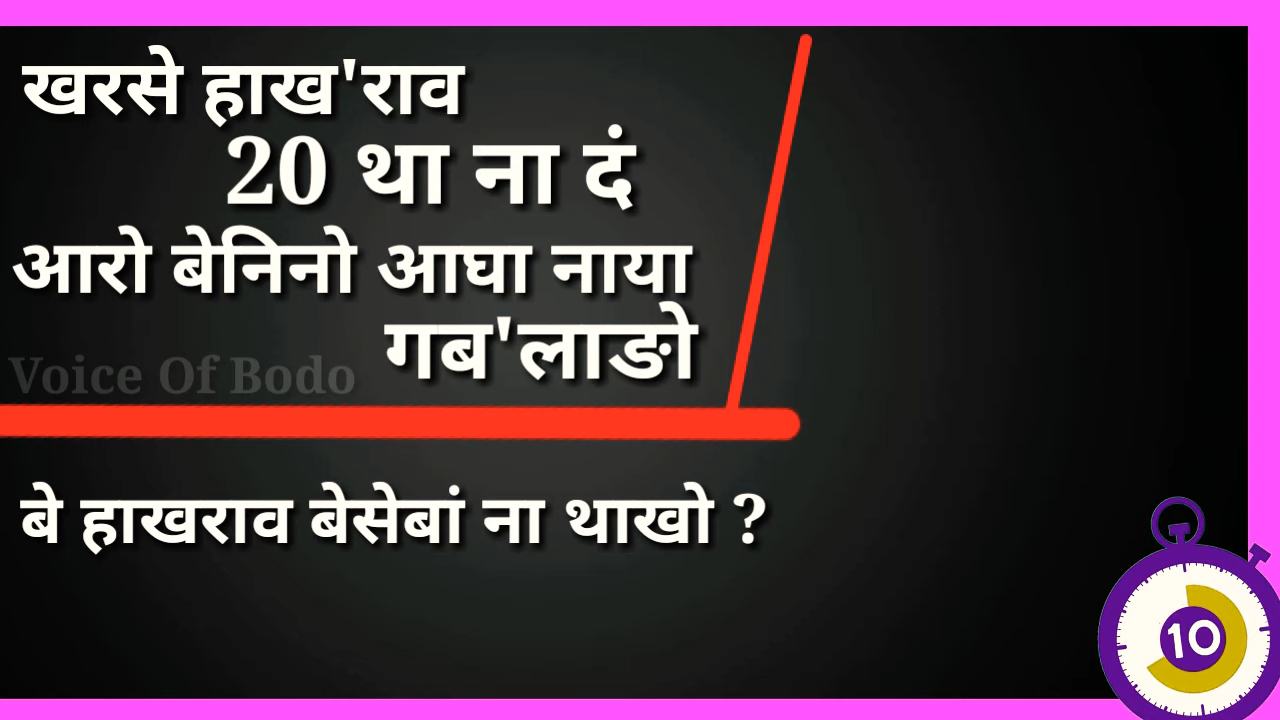 खरसे हाख'राव
20 था ना दं
आरो बेनिनो आघा नाया
गब'लाङो
Voice Of Bodo
बे हाखराव बेसेबां ना थाखो ?
10